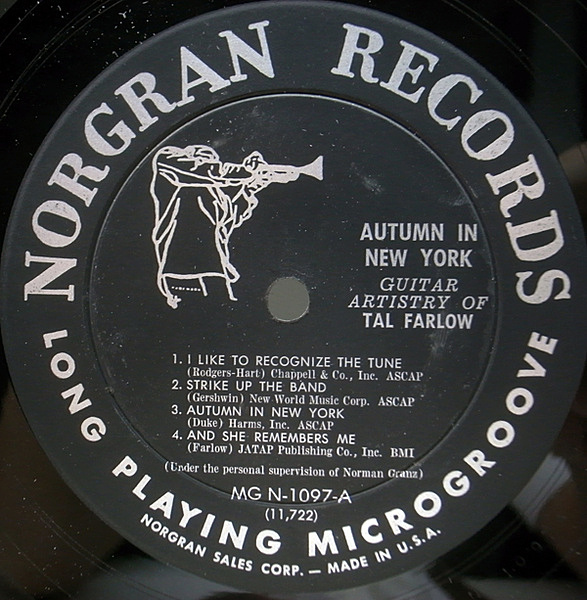 NORGRAN RECORDS
AUTUMN IN
NEW YORK
GUITAR
ARTISTRY OF
TAL FARLOW
1. I LIKE TO RECOGNIZE THE TUNE
(Rodgers-Hart) Chappell & Co., Inc. ASCAP
2. STRIKE UP THE BAND
(Gershwin) New World Music Corp. ASCAP
3. AUTUMN IN NEW YORK
(Duke) Harms, Inc. ASCAP
4. AND SHE REMEMBERS ME
(Farlow) JATAP Publishing Co., Inc. BMI
(Under the personal supervision of Norman Granz)
MG N-1097-A
(11,722)
LONG PLAYING MICROGROOVE
NORGRAN SALES CORP. — MADE IN U.S.A.